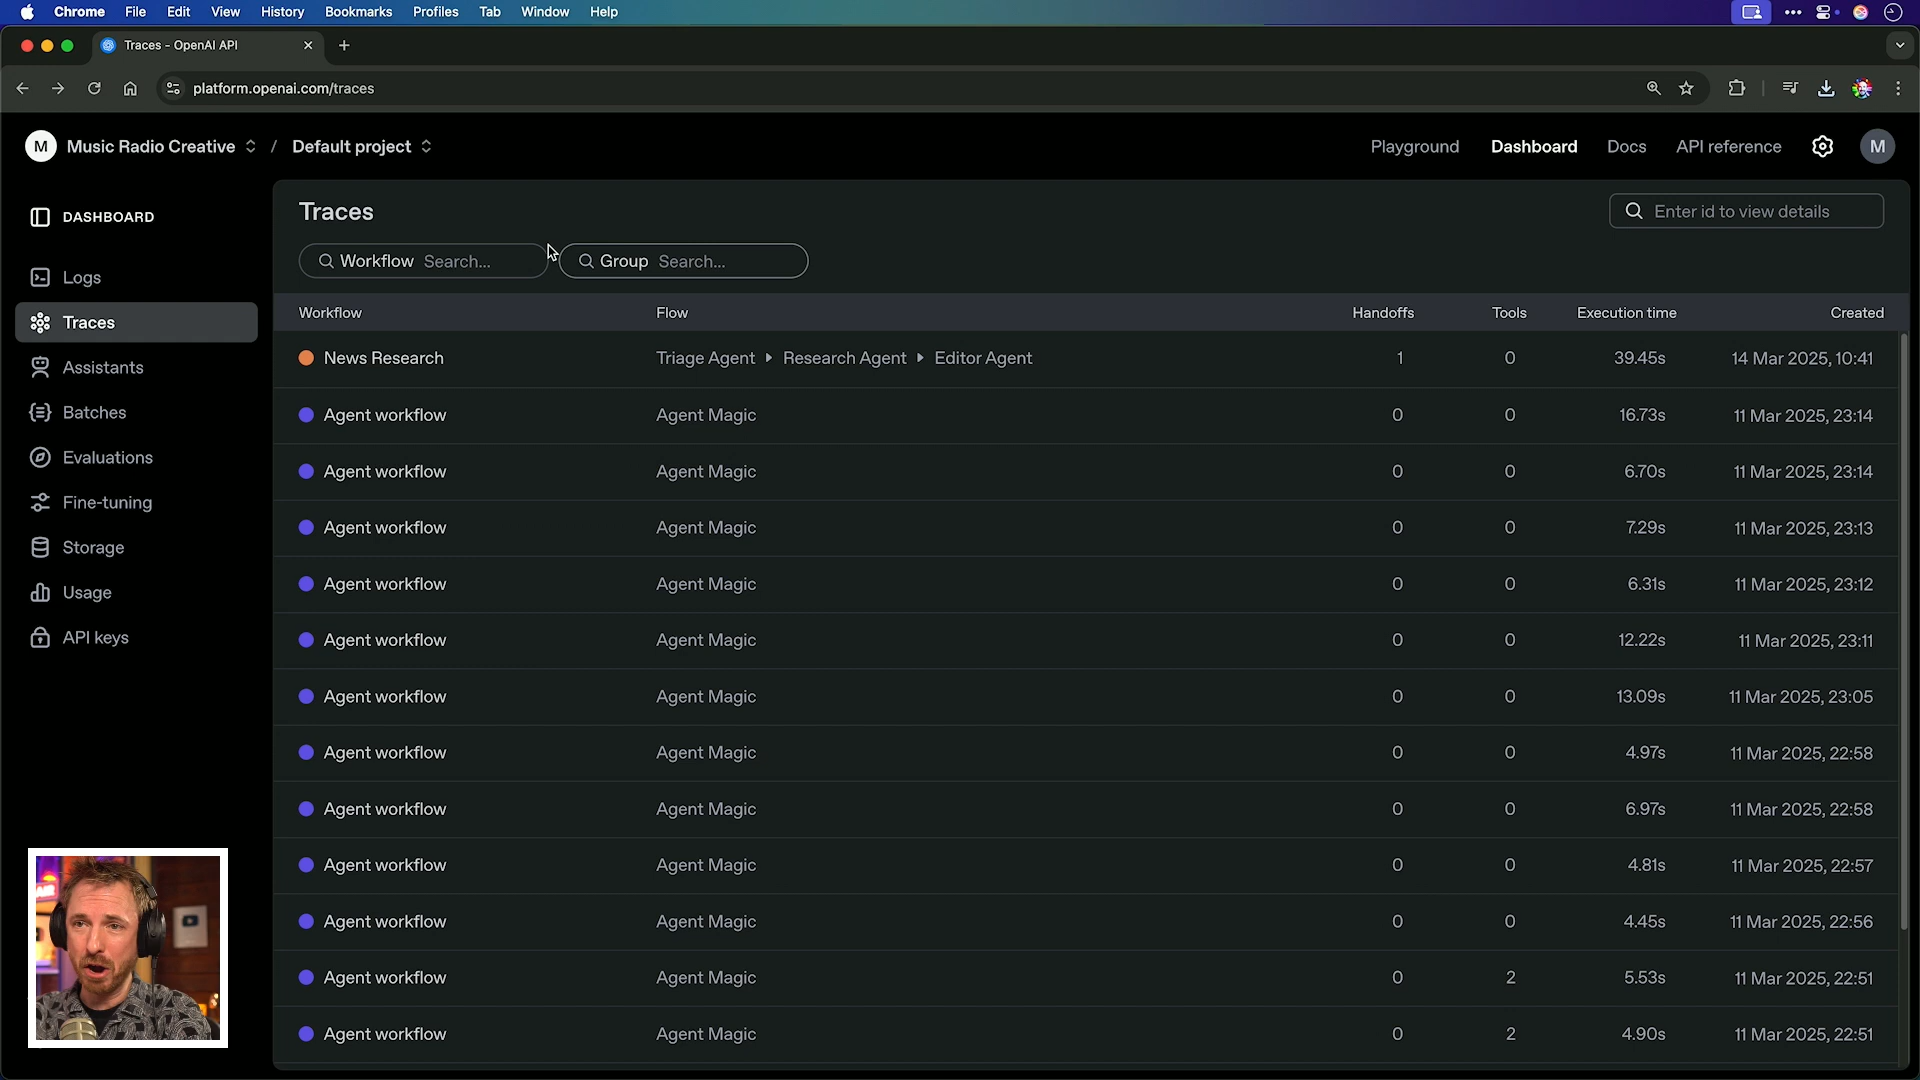 Chrome File Edit View History Bookmarks Profiles Tab Window Help
Traces - OpenAI API
platform.openai.com/traces
M Music Radio Creative / Default project
Playground Dashboard Docs API reference M
DASHBOARD
Logs
Traces
Assistants
Batches
Evaluations
Fine-tuning
Storage
Usage
API keys
Traces
Enter id to view details
Workflow Search... Group Search...
Workflow Flow Handoffs Tools Execution time Created
News Research Triage Agent Research Agent Editor Agent 1 0 39.45s 14 Mar 2025, 10:41
Agent workflow Agent Magic 0 0 16.73s 11 Mar 2025, 23:14
Agent workflow Agent Magic 0 0 6.70s 11 Mar 2025, 23:14
Agent workflow Agent Magic 0 0 7.29s 11 Mar 2025, 23:13
Agent workflow Agent Magic 0 0 6.31s 11 Mar 2025, 23:12
Agent workflow Agent Magic 0 0 12.22s 11 Mar 2025, 23:11
Agent workflow Agent Magic 0 0 13.09s 11 Mar 2025, 23:05
Agent workflow Agent Magic 0 0 4.97s 11 Mar 2025, 22:58
Agent workflow Agent Magic 0 0 6.97s 11 Mar 2025, 22:58
Agent workflow Agent Magic 0 0 4.81s 11 Mar 2025, 22:57
Agent workflow Agent Magic 0 0 4.45s 11 Mar 2025, 22:56
Agent workflow Agent Magic 0 2 5.53s 11 Mar 2025, 22:51
Agent workflow Agent Magic 0 2 4.90s 11 Mar 2025, 22:51